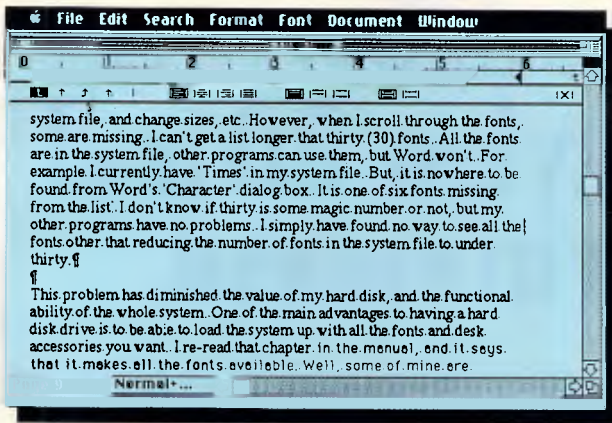 File Edit Search Format Font Document Window
0 1 2 3 4 5 6
system file, and change sizes, etc. However, when I scroll through the fonts,
some are missing. I can't get a list longer that thirty (30) fonts. All the fonts
are in the system file, other programs can use them, but Word won't. For
example I currently have 'Times' in my system file. But, it is nowhere to be
found from Word's 'Character' dialog box. It is one of six fonts missing
from the list. I don't know if thirty is some magic number or not, but my
other programs have no problems. I simply have found no way to see all the
fonts other that reducing the number of fonts in the system file to under
thirty.¶
¶
This problem has diminished the value of my hard disk, and the functional
ability of the whole system. One of the main advantages to having a hard
disk drive is to be able to load the system up with all the fonts and desk
accessories you want. I re-read that chapter in the manual, and it says
that it makes all the fonts available. Well, some of mine are
Normal+...